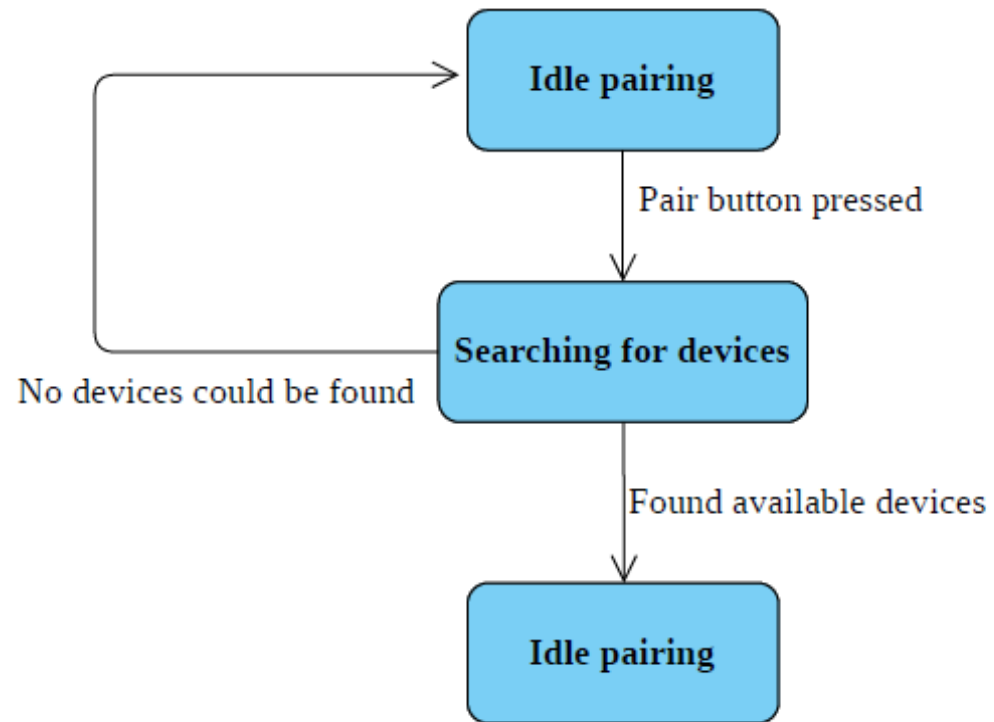 Idle pairing
Pair button pressed
Searching for devices
No devices could be found
Found available devices
Idle pairing